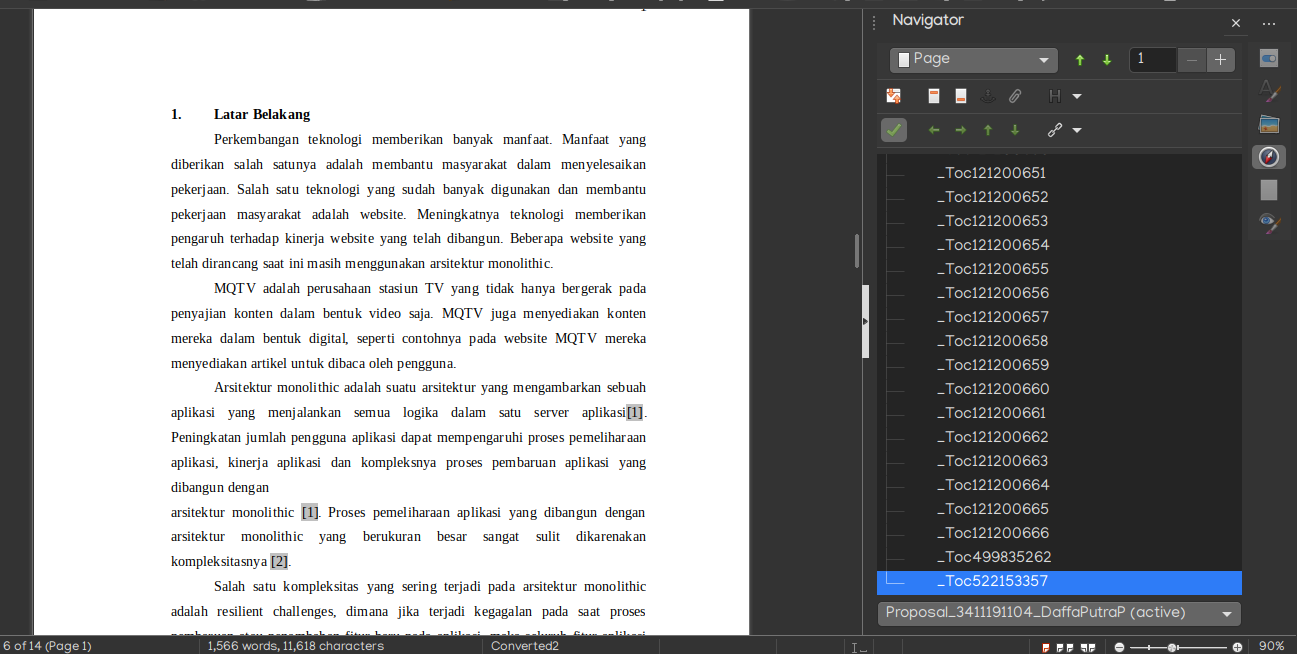 Navigator
Page
1
H
1. Latar Belakang
Perkembangan teknologi memberikan banyak manfaat. Manfaat yang
diberikan salah satunya adalah membantu masyarakat dalam menyelesaikan
pekerjaan. Salah satu teknologi yang sudah banyak digunakan dan membantu
pekerjaan masyarakat adalah website. Meningkatnya teknologi memberikan
pengaruh terhadap kinerja website yang telah dibangun. Beberapa website yang
telah dirancang saat ini masih menggunakan arsitektur monolithic.
MQTV adalah perusahaan stasiun TV yang tidak hanya bergerak pada
penyajian konten dalam bentuk video saja. MQTV juga menyediakan konten
mereka dalam bentuk digital, seperti contohnya pada website MQTV mereka
menyediakan artikel untuk dibaca oleh pengguna.
Arsitektur monolithic adalah suatu arsitektur yang mengambarkan sebuah
aplikasi yang menjalankan semua logika dalam satu server aplikasi[1].
Peningkatan jumlah pengguna aplikasi dapat mempengaruhi proses pemeliharaan
aplikasi, kinerja aplikasi dan kompleksnya proses pembaruan aplikasi yang
dibangun dengan
arsitektur monolithic [1]. Proses pemeliharaan aplikasi yang dibangun dengan
arsitektur monolithic yang berukuran besar sangat sulit dikarenakan
kompleksitasnya [2].
Salah satu kompleksitas yang sering terjadi pada arsitektur monolithic
adalah resilient challenges, dimana jika terjadi kegagalan pada saat proses
_Toc121200651
_Toc121200652
_Toc121200653
_Toc121200654
_Toc121200655
_Toc121200656
_Toc121200657
_Toc121200658
_Toc121200659
_Toc121200660
_Toc121200661
_Toc121200662
_Toc121200663
_Toc121200664
_Toc121200665
_Toc121200666
_Toc499835262
_Toc522153357
Proposal_3411191104_DaffaPutraP (active)
6 of 14 (Page 1)
1,566 words, 11,618 characters
Converted2
90%